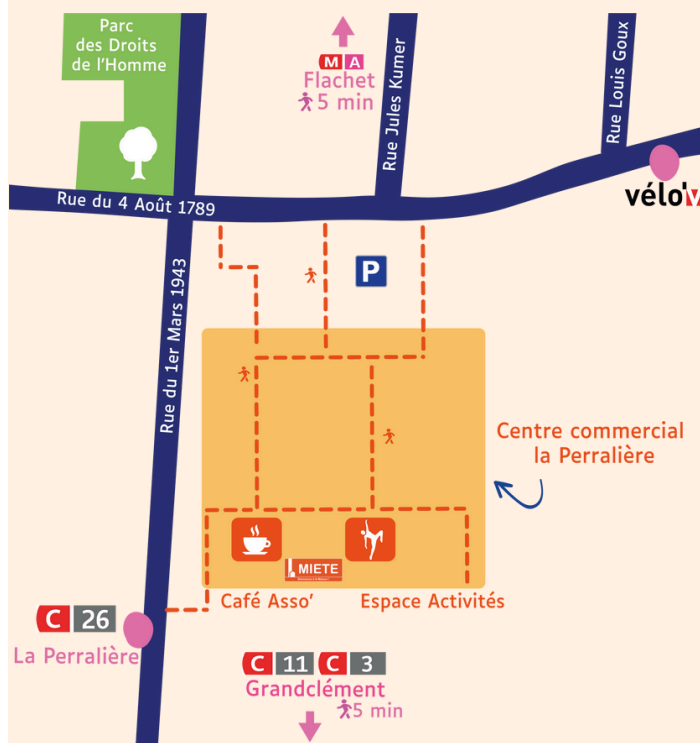 Parc
des Droits
de l'Homme
M A
Flachet
5 min
Rue Jules Kumer
Rue Louis Goux
vélo'v
Rue du 4 Août 1789
P
Rue du 1er Mars 1943
Centre commercial
la Perralière
MIETE
Café Asso'
Espace Activités
C 26
La Perralière
C 11 C 3
Grandclément
5 min